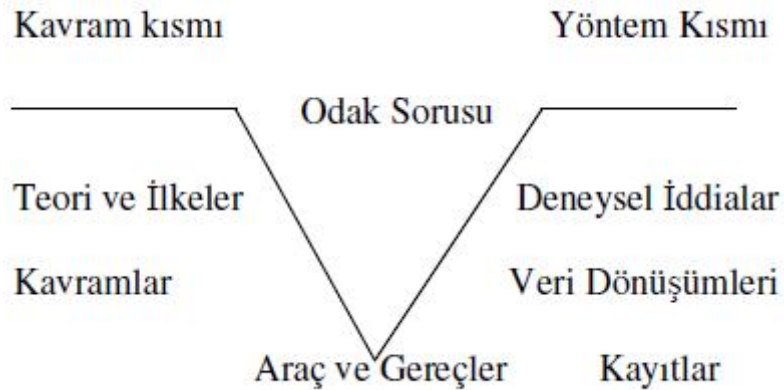 Kavram kısmı Yöntem Kısmı
Odak Sorusu
Teori ve İlkeler Deneysel İddialar
Kavramlar Veri Dönüşümleri
Araç ve Gereçler Kayıtlar